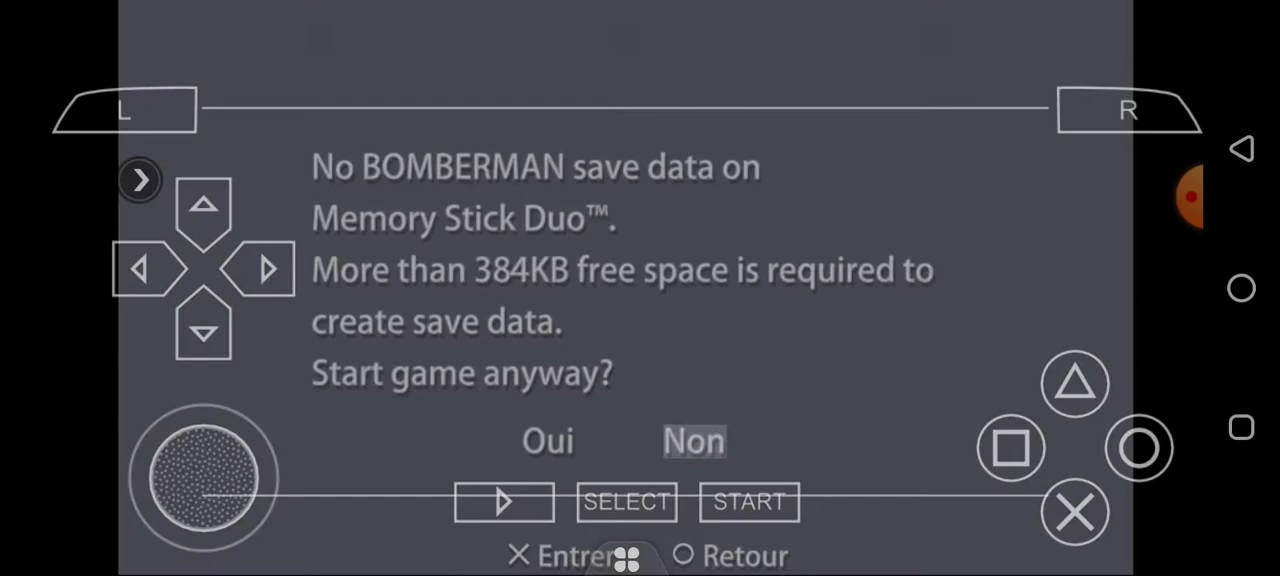 L
R
No BOMBERMAN save data on
Memory Stick Duo™.
More than 384KB free space is required to
create save data.
Start game anyway?
Oui Non
SELECT START
Entrer Retour